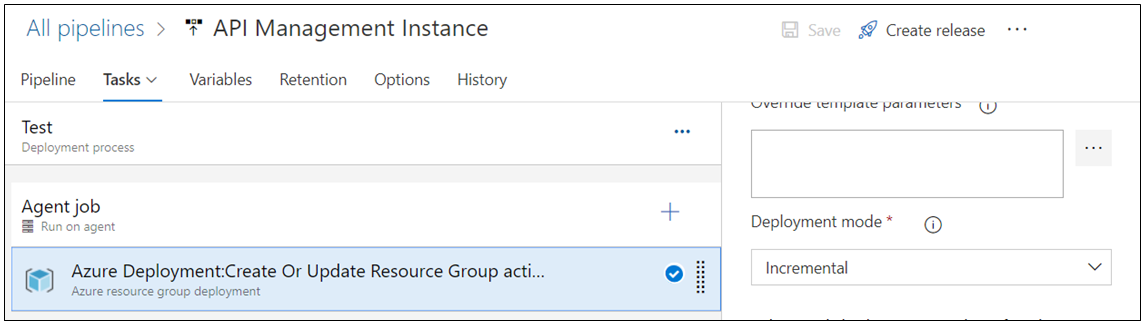 All pipelines > API Management Instance
Save Create release ...
Pipeline Tasks Variables Retention Options History
Test
Deployment process
Agent job
Run on agent
Azure Deployment:Create Or Update Resource Group acti...
Azure resource group deployment
Override template parameters
Deployment mode *
Incremental